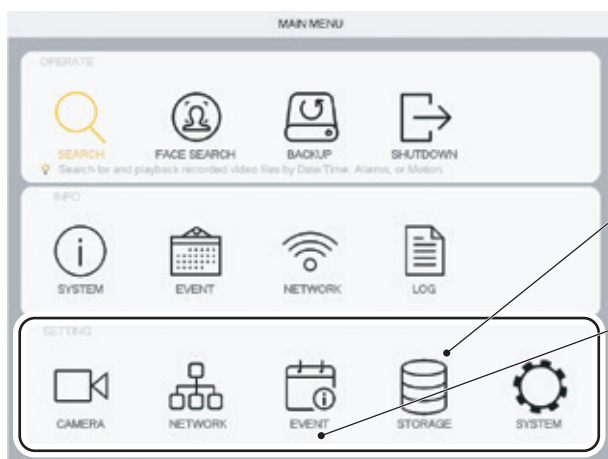 MAIN MENU
OPERATE
SEARCH FACE SEARCH BACKUP SHUTDOWN
Search for and playback recorded video files by Date/Time, Alarms, or Motion.
INFO
SYSTEM EVENT NETWORK LOG
SETTING
CAMERA NETWORK EVENT STORAGE SYSTEM